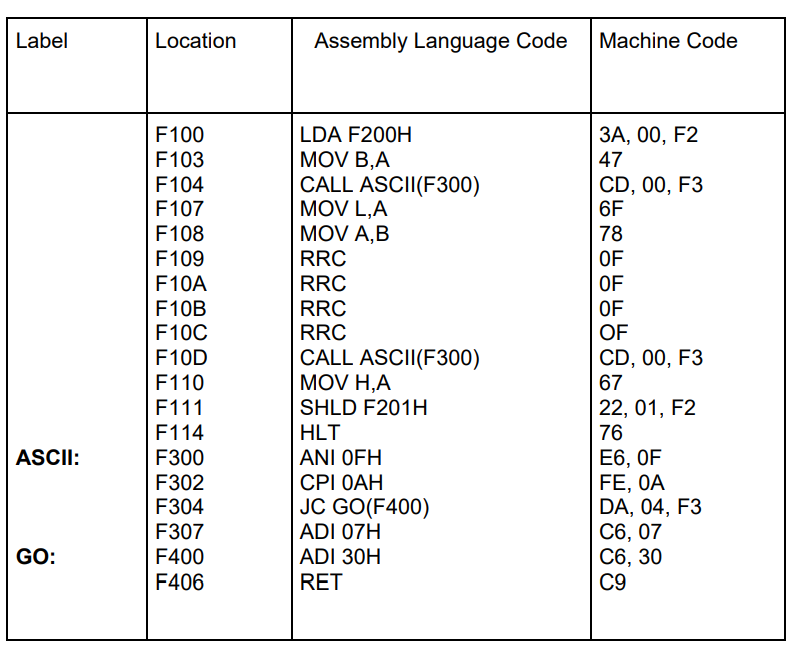 Label Location Assembly Language Code Machine Code
F100 LDA F200H 3A, 00, F2
F103 MOV B,A 47
F104 CALL ASCII(F300) CD, 00, F3
F107 MOV L,A 6F
F108 MOV A,B 78
F109 RRC 0F
F10A RRC 0F
F10B RRC 0F
F10C RRC OF
F10D CALL ASCII(F300) CD, 00, F3
F110 MOV H,A 67
F111 SHLD F201H 22, 01, F2
F114 HLT 76
ASCII: F300 ANI 0FH E6, 0F
F302 CPI 0AH FE, 0A
F304 JC GO(F400) DA, 04, F3
F307 ADI 07H C6, 07
GO: F400 ADI 30H C6, 30
F406 RET C9